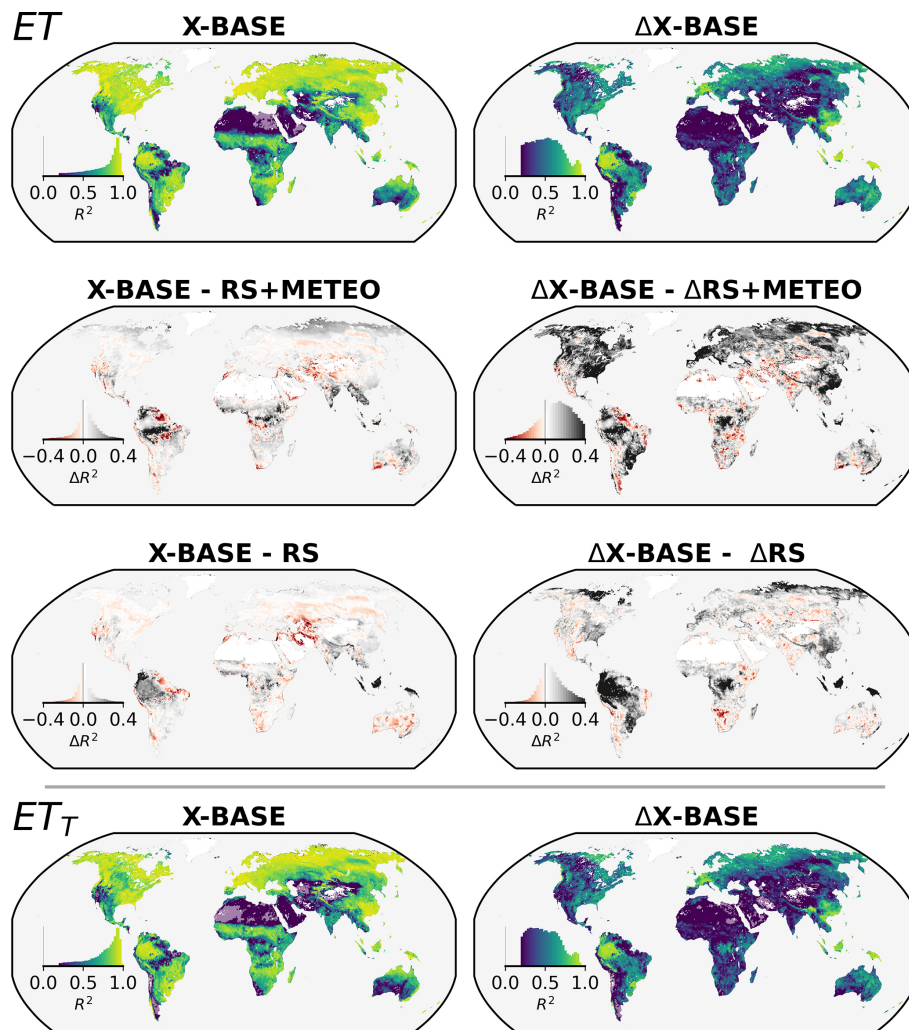 ET
X-BASE
ΔX-BASE
0.0 0.5 1.0
R²
0.0 0.5 1.0
R²
X-BASE - RS+METEO
ΔX-BASE - ΔRS+METEO
−0.4 0.0 0.4
ΔR²
−0.4 0.0 0.4
ΔR²
X-BASE - RS
ΔX-BASE - ΔRS
−0.4 0.0 0.4
ΔR²
−0.4 0.0 0.4
ΔR²
ET_T
X-BASE
ΔX-BASE
0.0 0.5 1.0
R²
0.0 0.5 1.0
R²